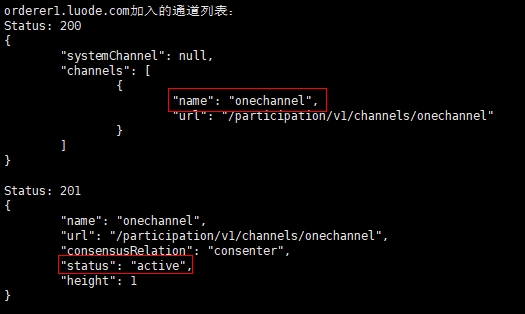 orderer1.luode.com加入的通道列表：
Status: 200
{
        "systemChannel": null,
        "channels": [
                {
                        "name": "onechannel",
                        "url": "/participation/v1/channels/onechannel"
                }
        ]
}

Status: 201
{
        "name": "onechannel",
        "url": "/participation/v1/channels/onechannel",
        "consensusRelation": "consenter",
        "status": "active",
        "height": 1
}